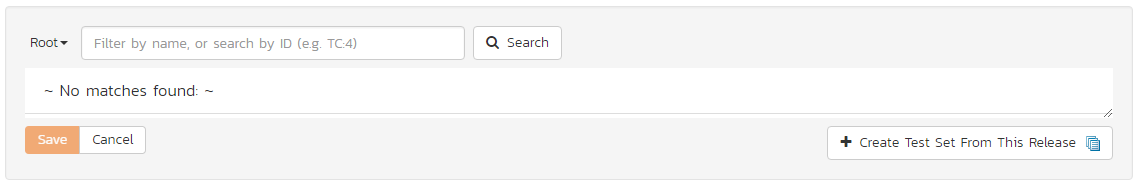 Root
Filter by name, or search by ID (e.g. TC:4)
Search
~ No matches found: ~
Save
Cancel
Create Test Set From This Release